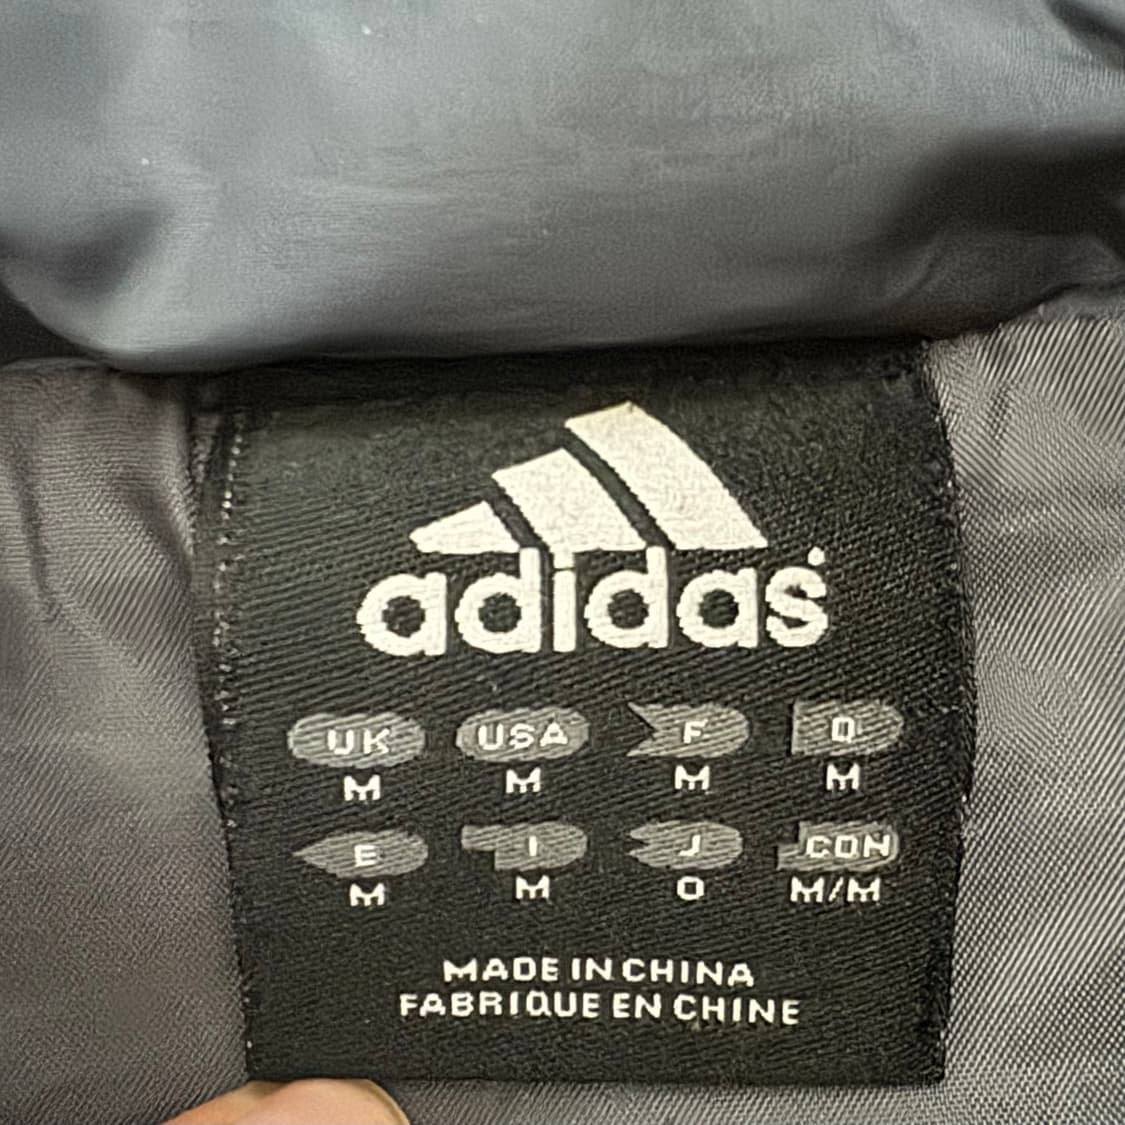 adidas
UK USA F D
M M M M
E I J CON
M M O M/M
MADE IN CHINA
FABRIQUE EN CHINE